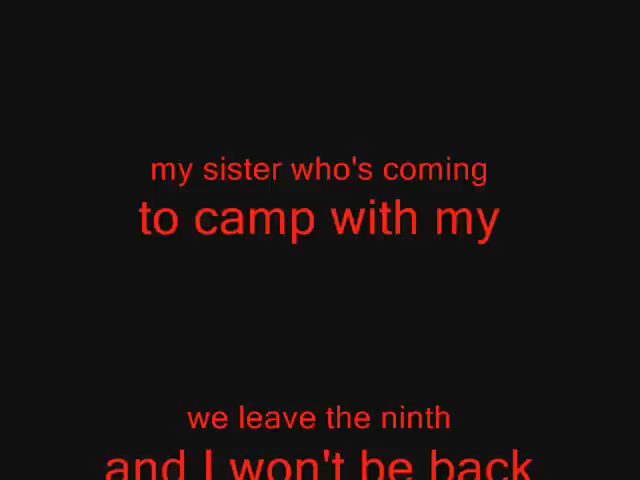 my sister who's coming
to camp with my
we leave the ninth
and I won't be back